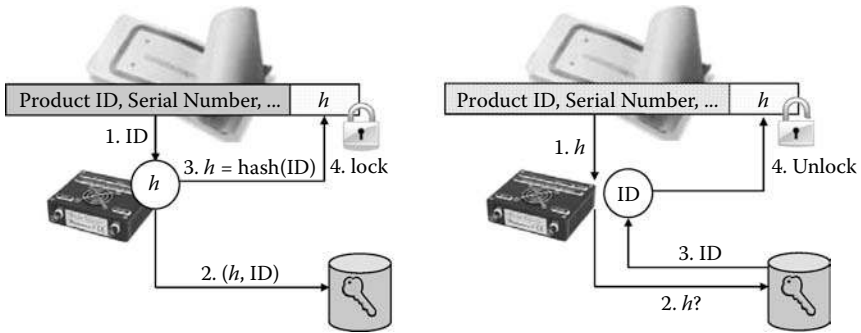 Product ID, Serial Number, ... h
1. ID
3. h = hash(ID) 4. lock
h
2. (h, ID)
Product ID, Serial Number, ... h
1. h
4. Unlock
ID
3. ID
2. h?